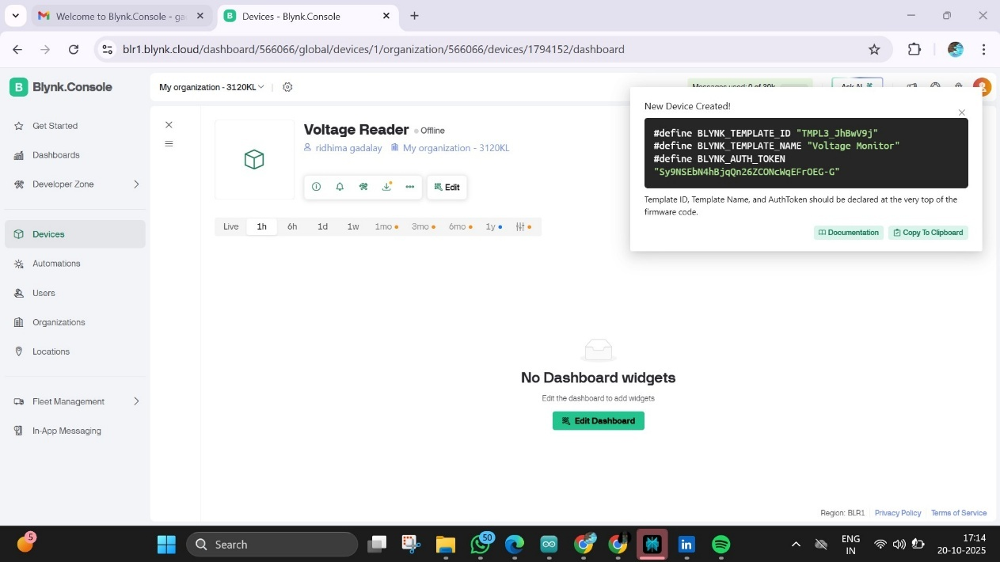 Welcome to Blynk.Console - ga
Devices - Blynk.Console
blr1.blynk.cloud/dashboard/566066/global/devices/1/organization/566066/devices/1794152/dashboard
B Blynk.Console
My organization - 3120KL
Messages used: 0 of 30k
Ask AI
Get Started
Dashboards
Developer Zone
Devices
Automations
Users
Organizations
Locations
Fleet Management
In-App Messaging
Voltage Reader Offline
ridhima gadalay My organization - 3120KL
Edit
Live 1h 6h 1d 1w 1mo 3mo 6mo 1y
New Device Created!
#define BLYNK_TEMPLATE_ID "TMPL3_JhBwV9j"
#define BLYNK_TEMPLATE_NAME "Voltage Monitor"
#define BLYNK_AUTH_TOKEN
"Sy9NSEbN4hBjqQn26ZCONcWqEFrOEG-G"
Template ID, Template Name, and AuthToken should be declared at the very top of the
firmware code.
Documentation Copy To Clipboard
No Dashboard widgets
Edit the dashboard to add widgets
Edit Dashboard
Region: BLR1 Privacy Policy Terms of Service
5
Search
50
in
ENG
IN
17:14
20-10-2025